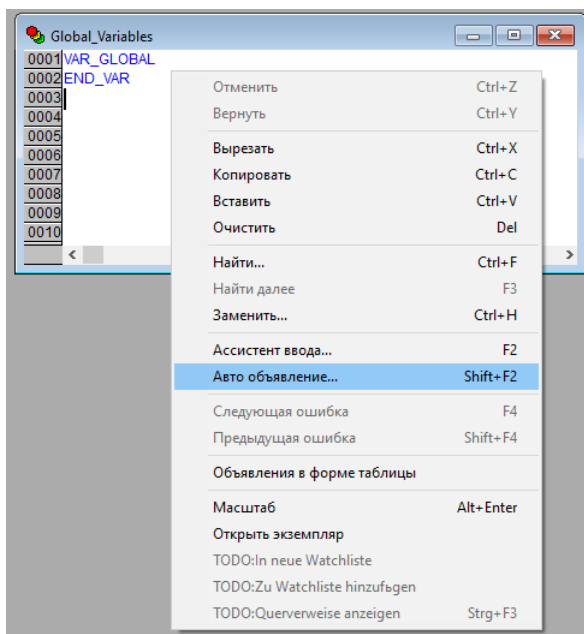 Global_Variables
0001 VAR_GLOBAL
0002 END_VAR
0003
0004
0005
0006
0007
0008
0009
0010
Отменить Ctrl+Z
Вернуть Ctrl+Y
Вырезать Ctrl+X
Копировать Ctrl+C
Вставить Ctrl+V
Очистить Del
Найти... Ctrl+F
Найти далее F3
Заменить... Ctrl+H
Ассистент ввода... F2
Авто объявление... Shift+F2
Следующая ошибка F4
Предыдущая ошибка Shift+F4
Объявления в форме таблицы
Масштаб Alt+Enter
Открыть экземпляр
TODO:In neue Watchliste
TODO:Zu Watchliste hinzufьgen
TODO:Querverweise anzeigen Strg+F3